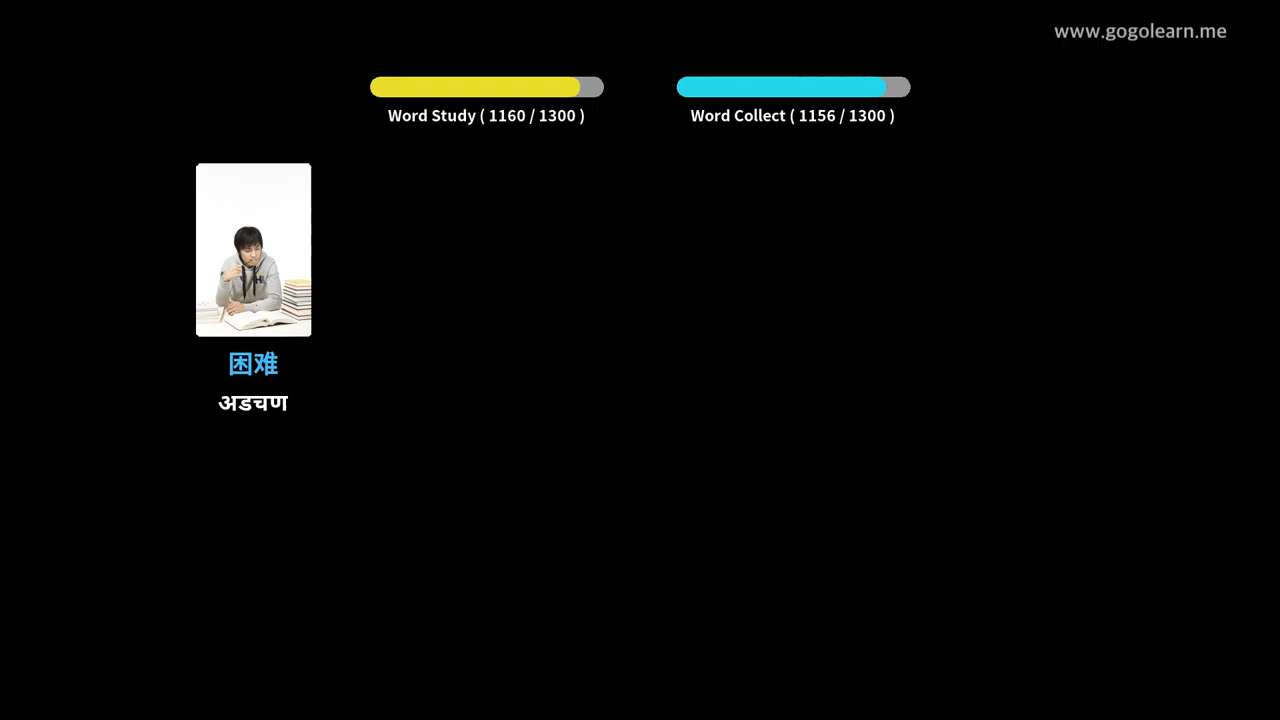 www.gogolearn.me
Word Study ( 1160 / 1300 )
Word Collect ( 1156 / 1300 )
困难
अडचण